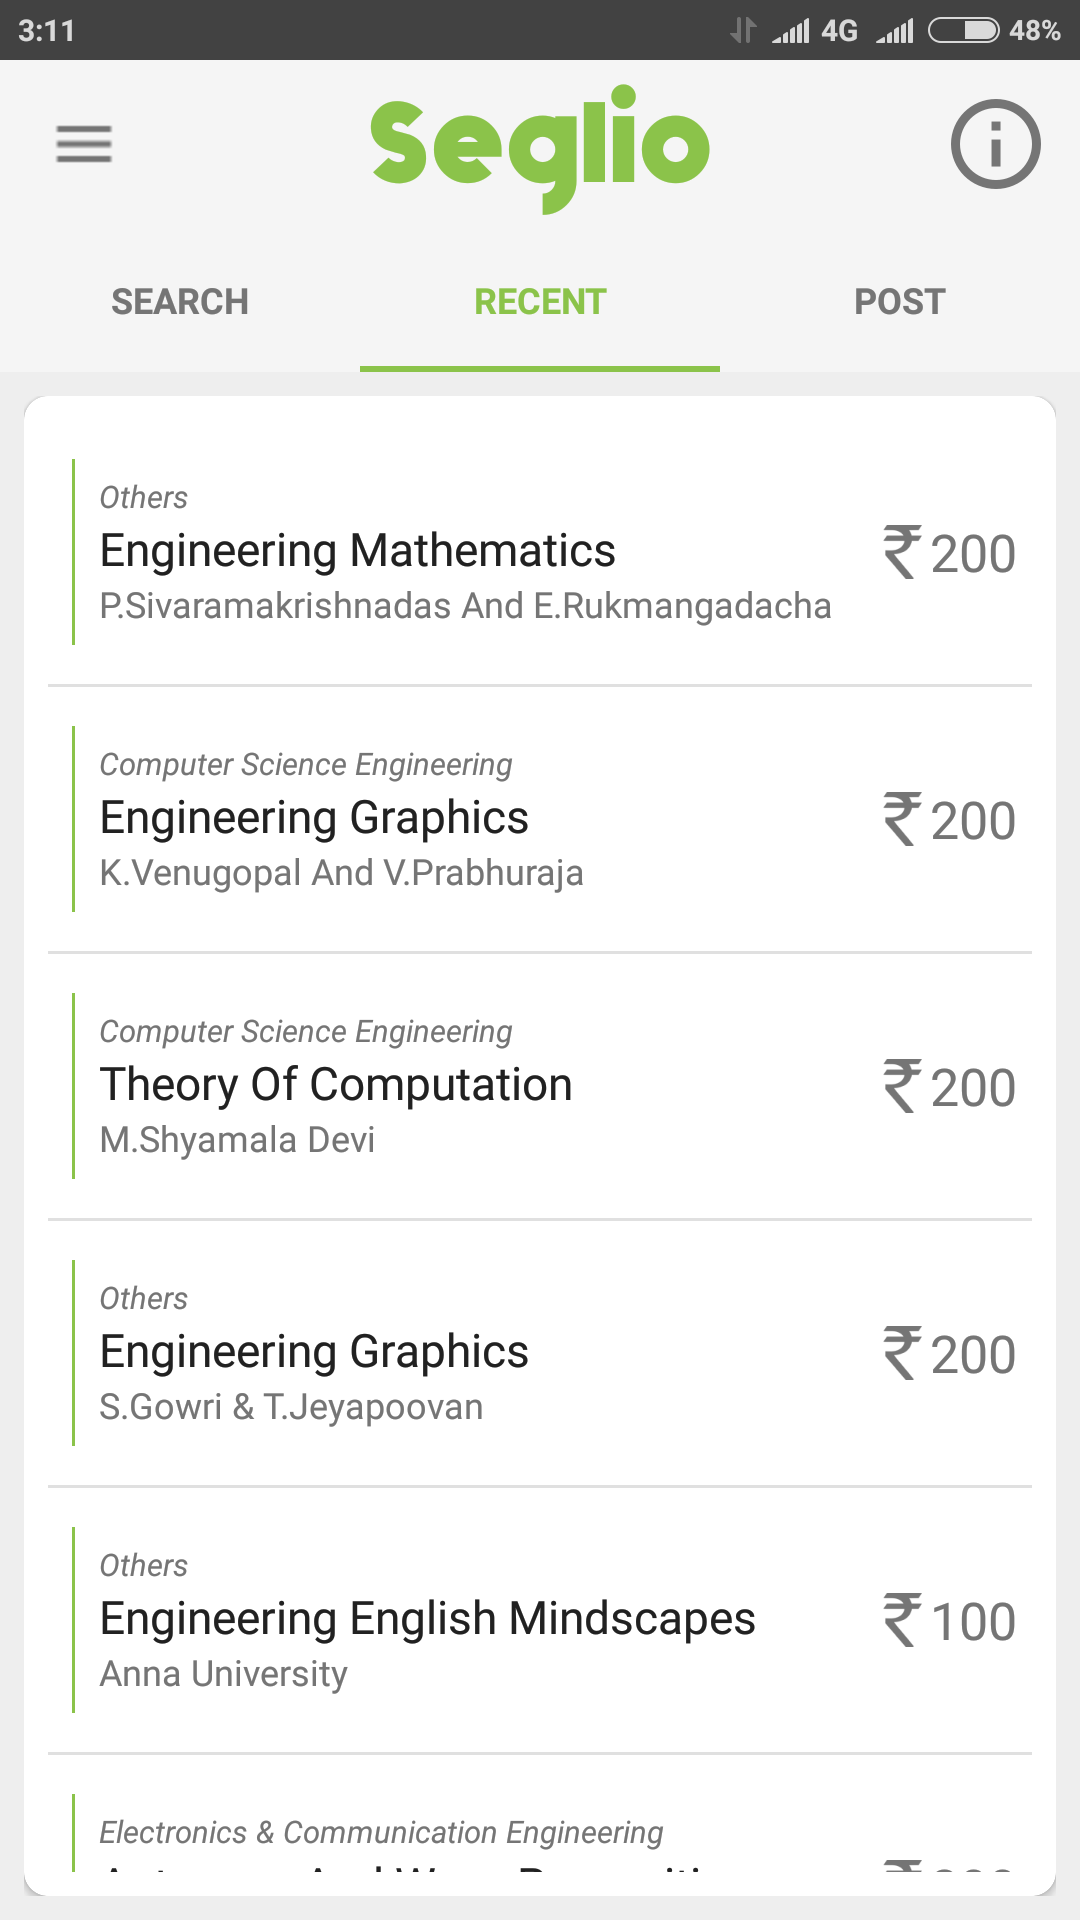 3:11 4G 48%
Seglio
SEARCH RECENT POST
Others
Engineering Mathematics ₹200
P.Sivaramakrishnadas And E.Rukmangadacha
Computer Science Engineering
Engineering Graphics ₹200
K.Venugopal And V.Prabhuraja
Computer Science Engineering
Theory Of Computation ₹200
M.Shyamala Devi
Others
Engineering Graphics ₹200
S.Gowri & T.Jeyapoovan
Others
Engineering English Mindscapes ₹100
Anna University
Electronics & Communication Engineering